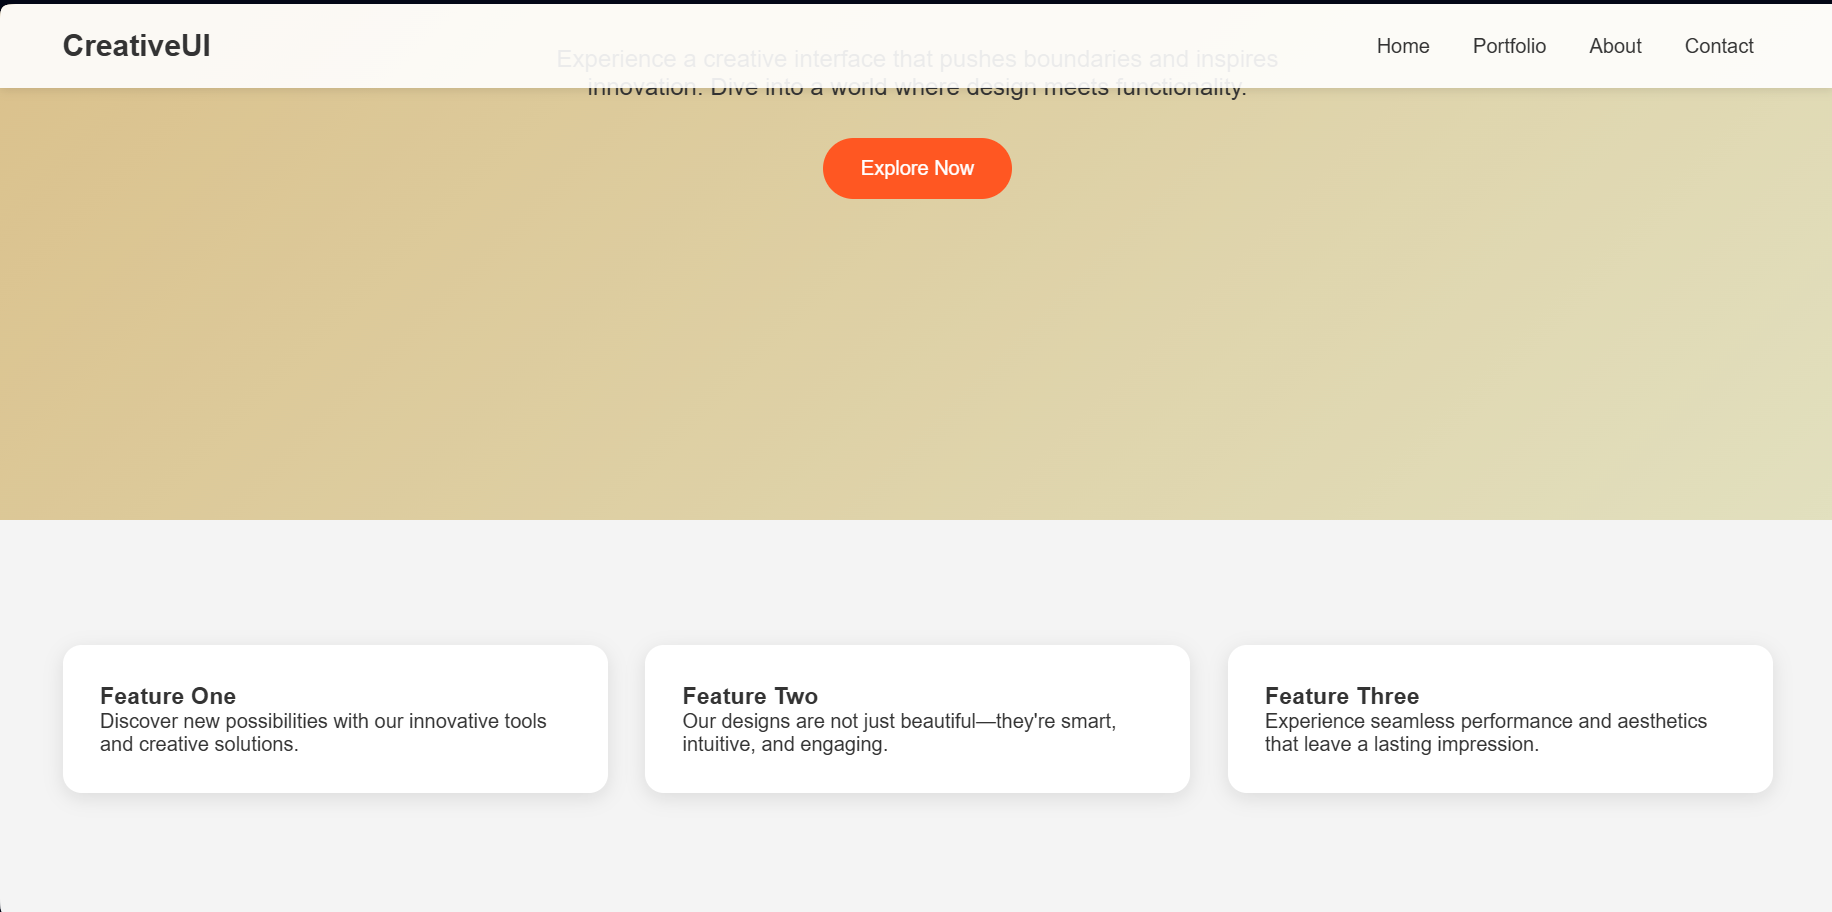 CreativeUI
Home Portfolio About Contact
Experience a creative interface that pushes boundaries and inspires
innovation. Dive into a world where design meets functionality.
Explore Now
Feature One
Discover new possibilities with our innovative tools
and creative solutions.
Feature Two
Our designs are not just beautiful—they're smart,
intuitive, and engaging.
Feature Three
Experience seamless performance and aesthetics
that leave a lasting impression.